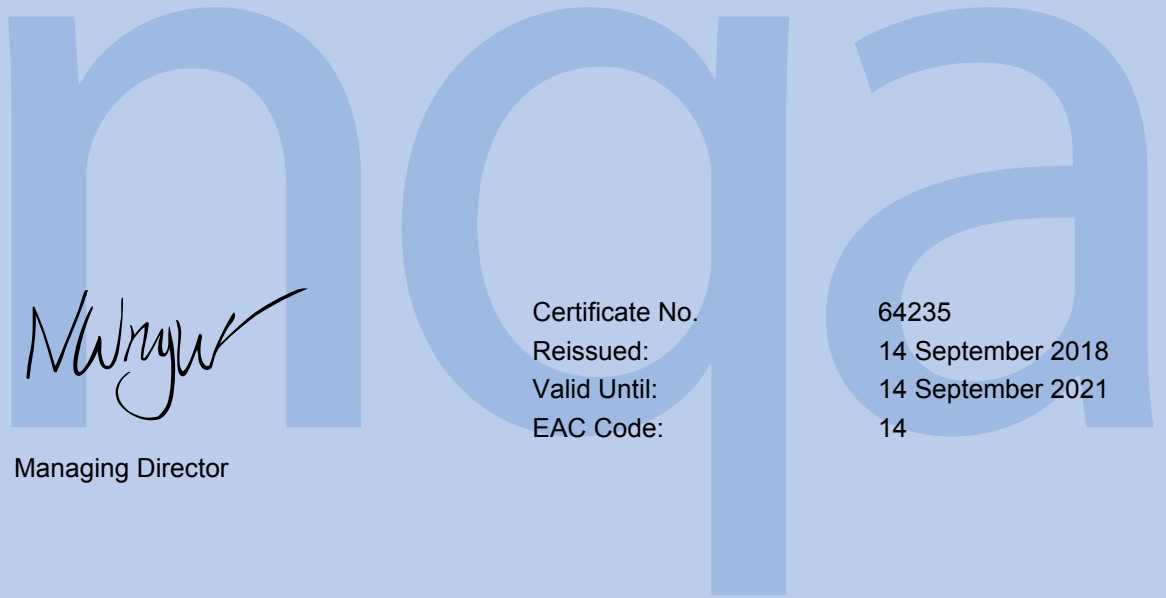 nqa
Certificate No. 64235
Reissued: 14 September 2018
Valid Until: 14 September 2021
EAC Code: 14
Managing Director